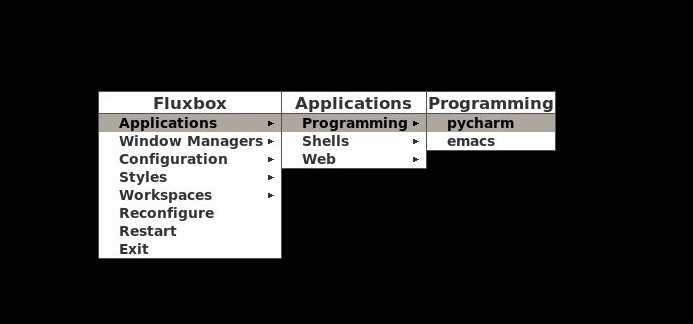 Fluxbox
Applications
Window Managers
Configuration
Styles
Workspaces
Reconfigure
Restart
Exit
Applications
Programming
Shells
Web
Programming
pycharm
emacs